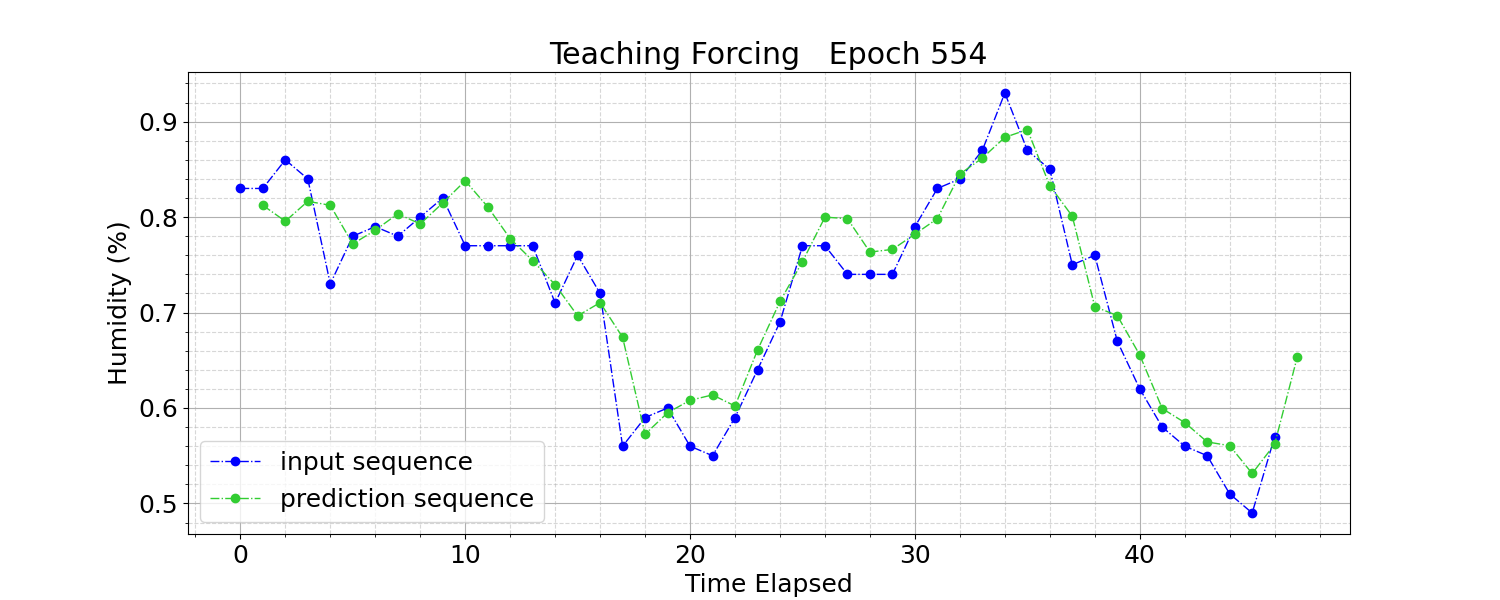 Teaching Forcing   Epoch 554
0.9
0.8
0.7
0.6
0.5
Humidity (%)
input sequence
prediction sequence
0 10 20 30 40
Time Elapsed